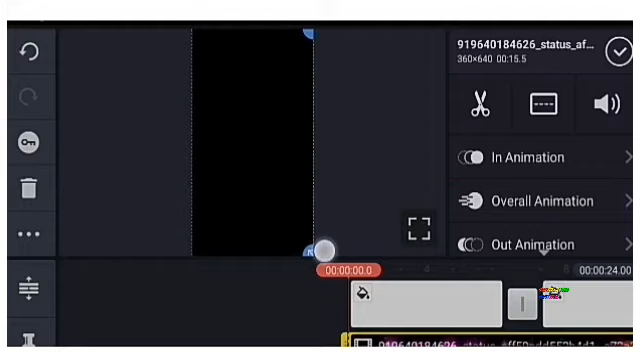 919640184626_status_af...
360×640 00:15.5
In Animation
Overall Animation
Out Animation
00:00:00.0
00:00:24.00